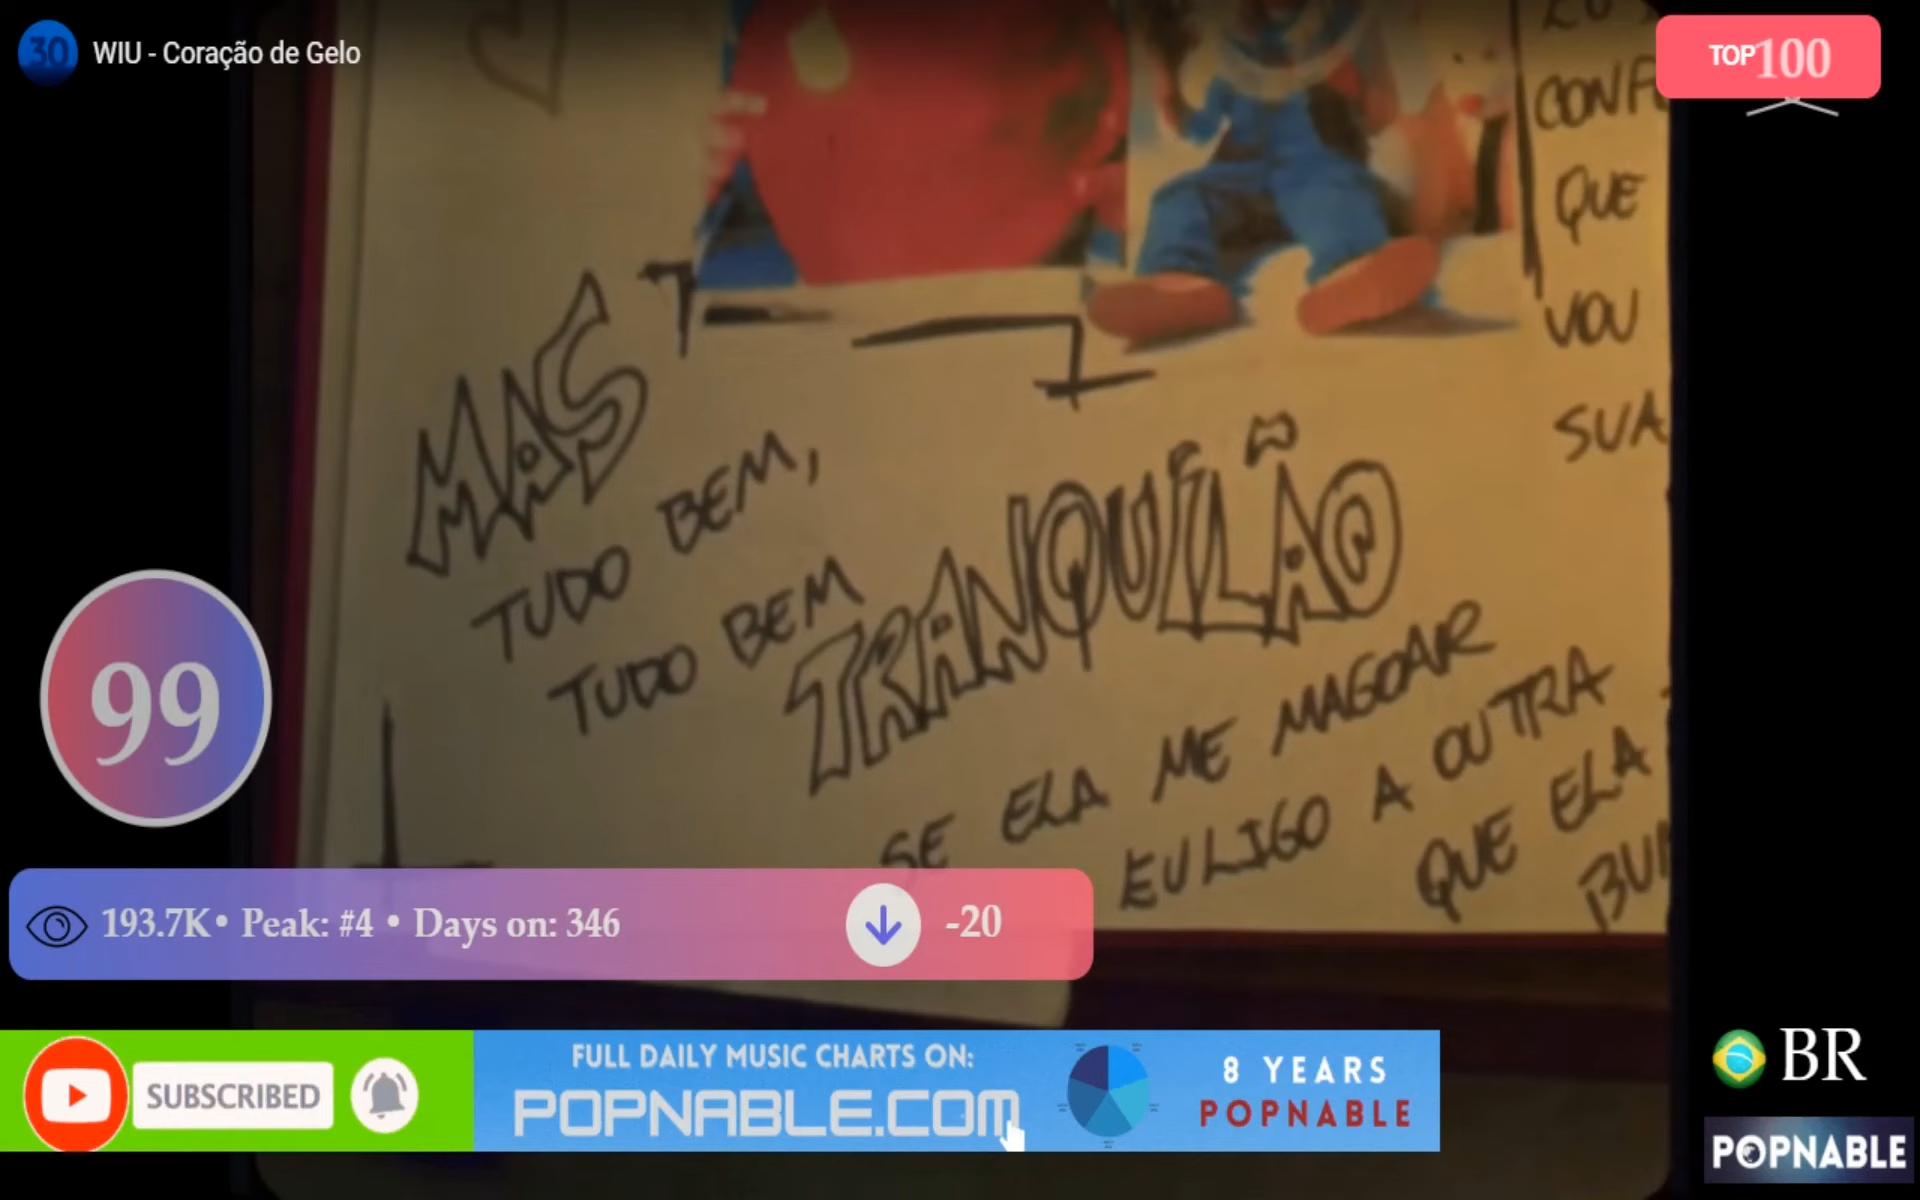 30 WIU - Coração de Gelo
TOP100
CONF
QUE
VOU
SUA
MAS
TUDO BEM,
TUDO BEM
TRANQUILÃO
SE ELA ME MAGOAR
EU LIGO A OUTRA
QUE ELA
99
193.7K • Peak: #4 • Days on: 346
-20
SUBSCRIBED
FULL DAILY MUSIC CHARTS ON:
POPNABLE.COM
8 YEARS
POPNABLE
BR
POPNABLE